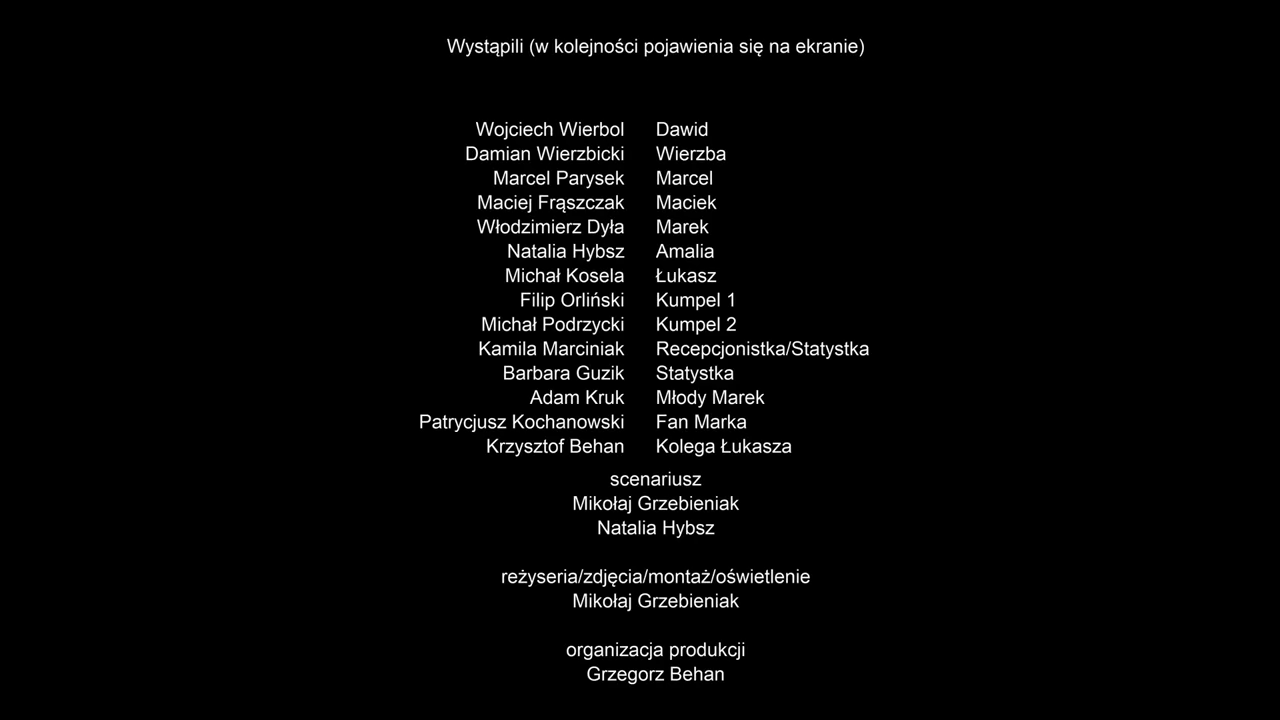 Wystąpili (w kolejności pojawienia się na ekranie)
Wojciech Wierbol Dawid
Damian Wierzbicki Wierzba
Marcel Parysek Marcel
Maciej Frąszczak Maciek
Włodzimierz Dyła Marek
Natalia Hybsz Amalia
Michał Kosela Łukasz
Filip Orliński Kumpel 1
Michał Podrzycki Kumpel 2
Kamila Marciniak Recepcjonistka/Statystka
Barbara Guzik Statystka
Adam Kruk Młody Marek
Patrycjusz Kochanowski Fan Marka
Krzysztof Behan Kolega Łukasza
scenariusz
Mikołaj Grzebieniak
Natalia Hybsz
reżyseria/zdjęcia/montaż/oświetlenie
Mikołaj Grzebieniak
organizacja produkcji
Grzegorz Behan